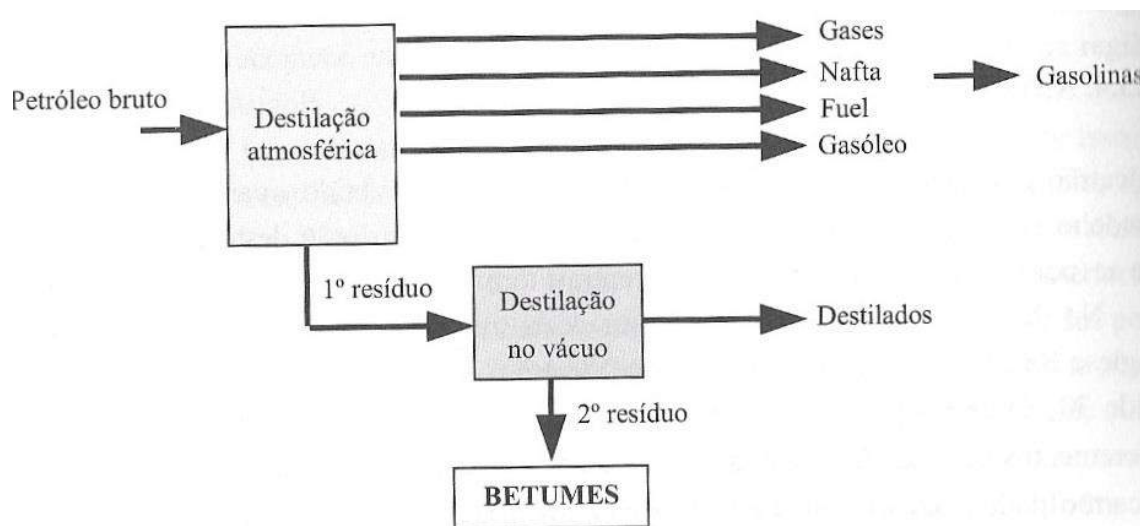 Gases
Nafta
Gasolinas
Petróleo bruto
Fuel
Destilação
atmosférica
Gasóleo
1º resíduo
Destilação
no vácuo
Destilados
2º resíduo
BETUMES